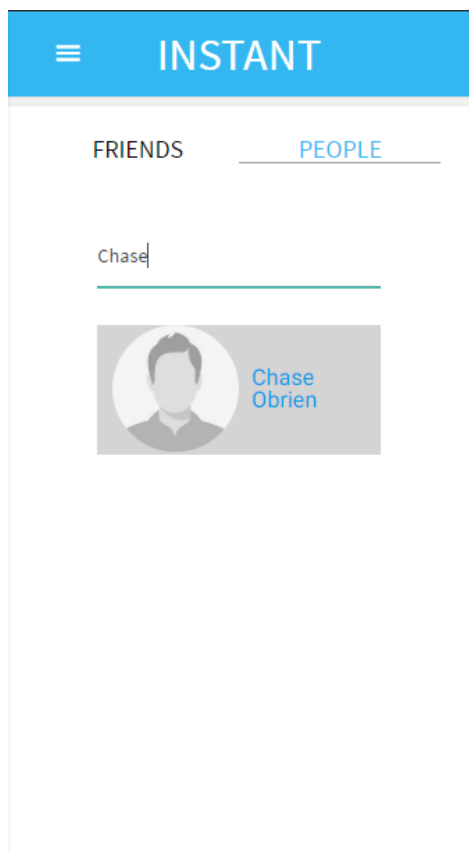 INSTANT
FRIENDS
PEOPLE
Chase
Chase
Obrien